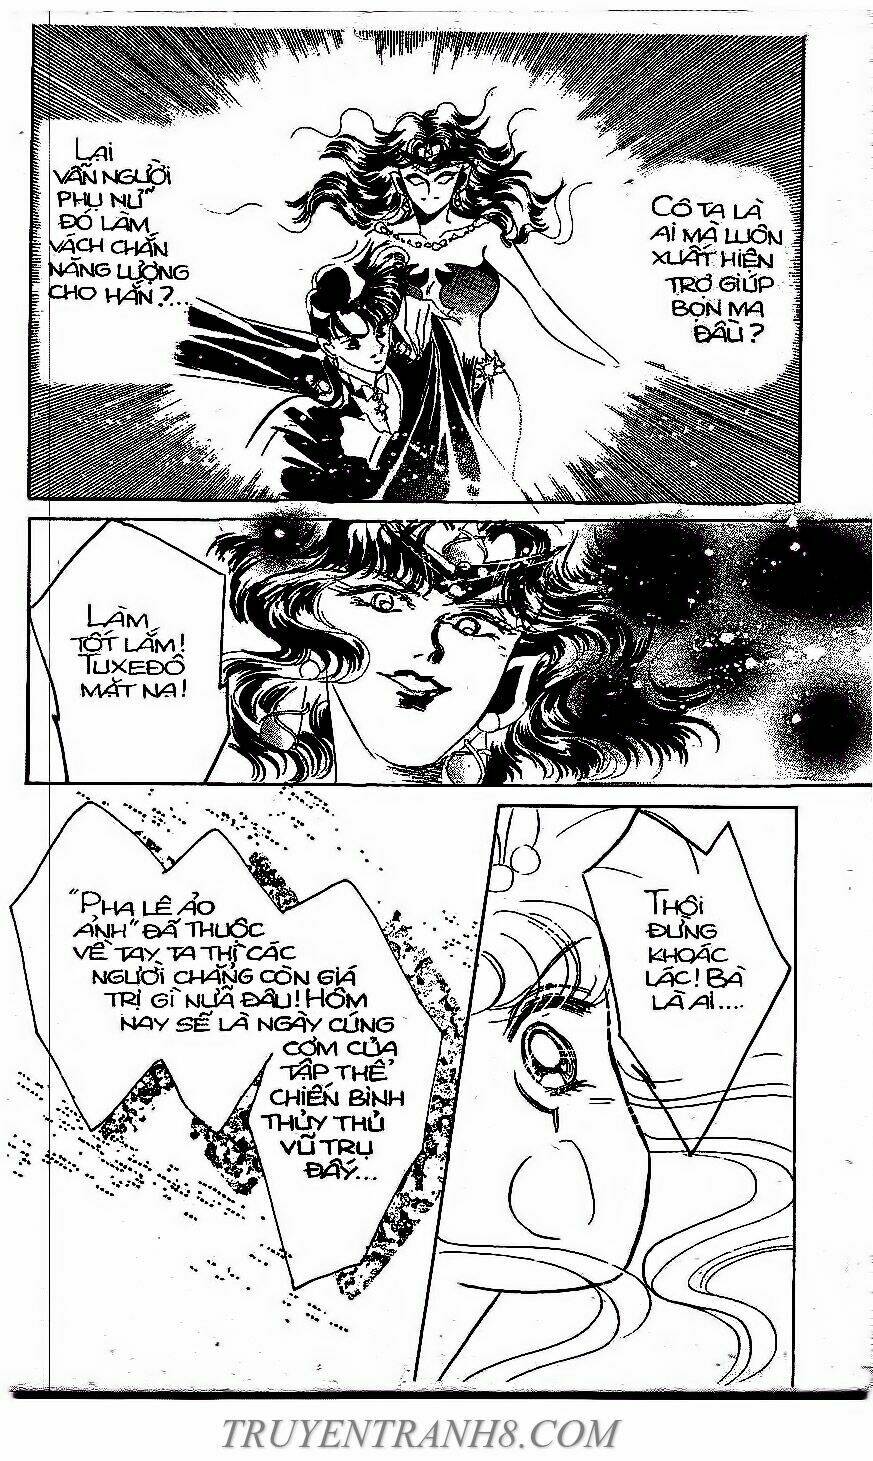 LẠI
VẪN NGƯỜI
PHỤ NỮ
ĐÓ LÀM
VÁCH CHẮN
NĂNG LƯỢNG
CHO HẮN?...
CÔ TA LÀ
AI MÀ LUÔN
XUẤT HIỆN
TRỢ GIÚP
BỌN MA
ĐẦU?
LÀM
TỐT LẮM!
TUXEĐÔ
MẶT NẠ!
THÔI
ĐỪNG
KHOÁC
LÁC! BÀ
LÀ AI....
"PHA LÊ ẢO
ẢNH" ĐÃ THUỘC
VỀ TAY TA THÌ CÁC
NGƯƠI CHẲNG CÒN GIÁ
TRỊ GÌ NỮA ĐÂU! HÔM
NAY SẼ LÀ NGÀY CÚNG
CƠM CỦA
TẬP THỂ
CHIẾN BINH
THỦY THỦ
VŨ TRỤ
ĐẤY...
TRUYENTRANH8.COM